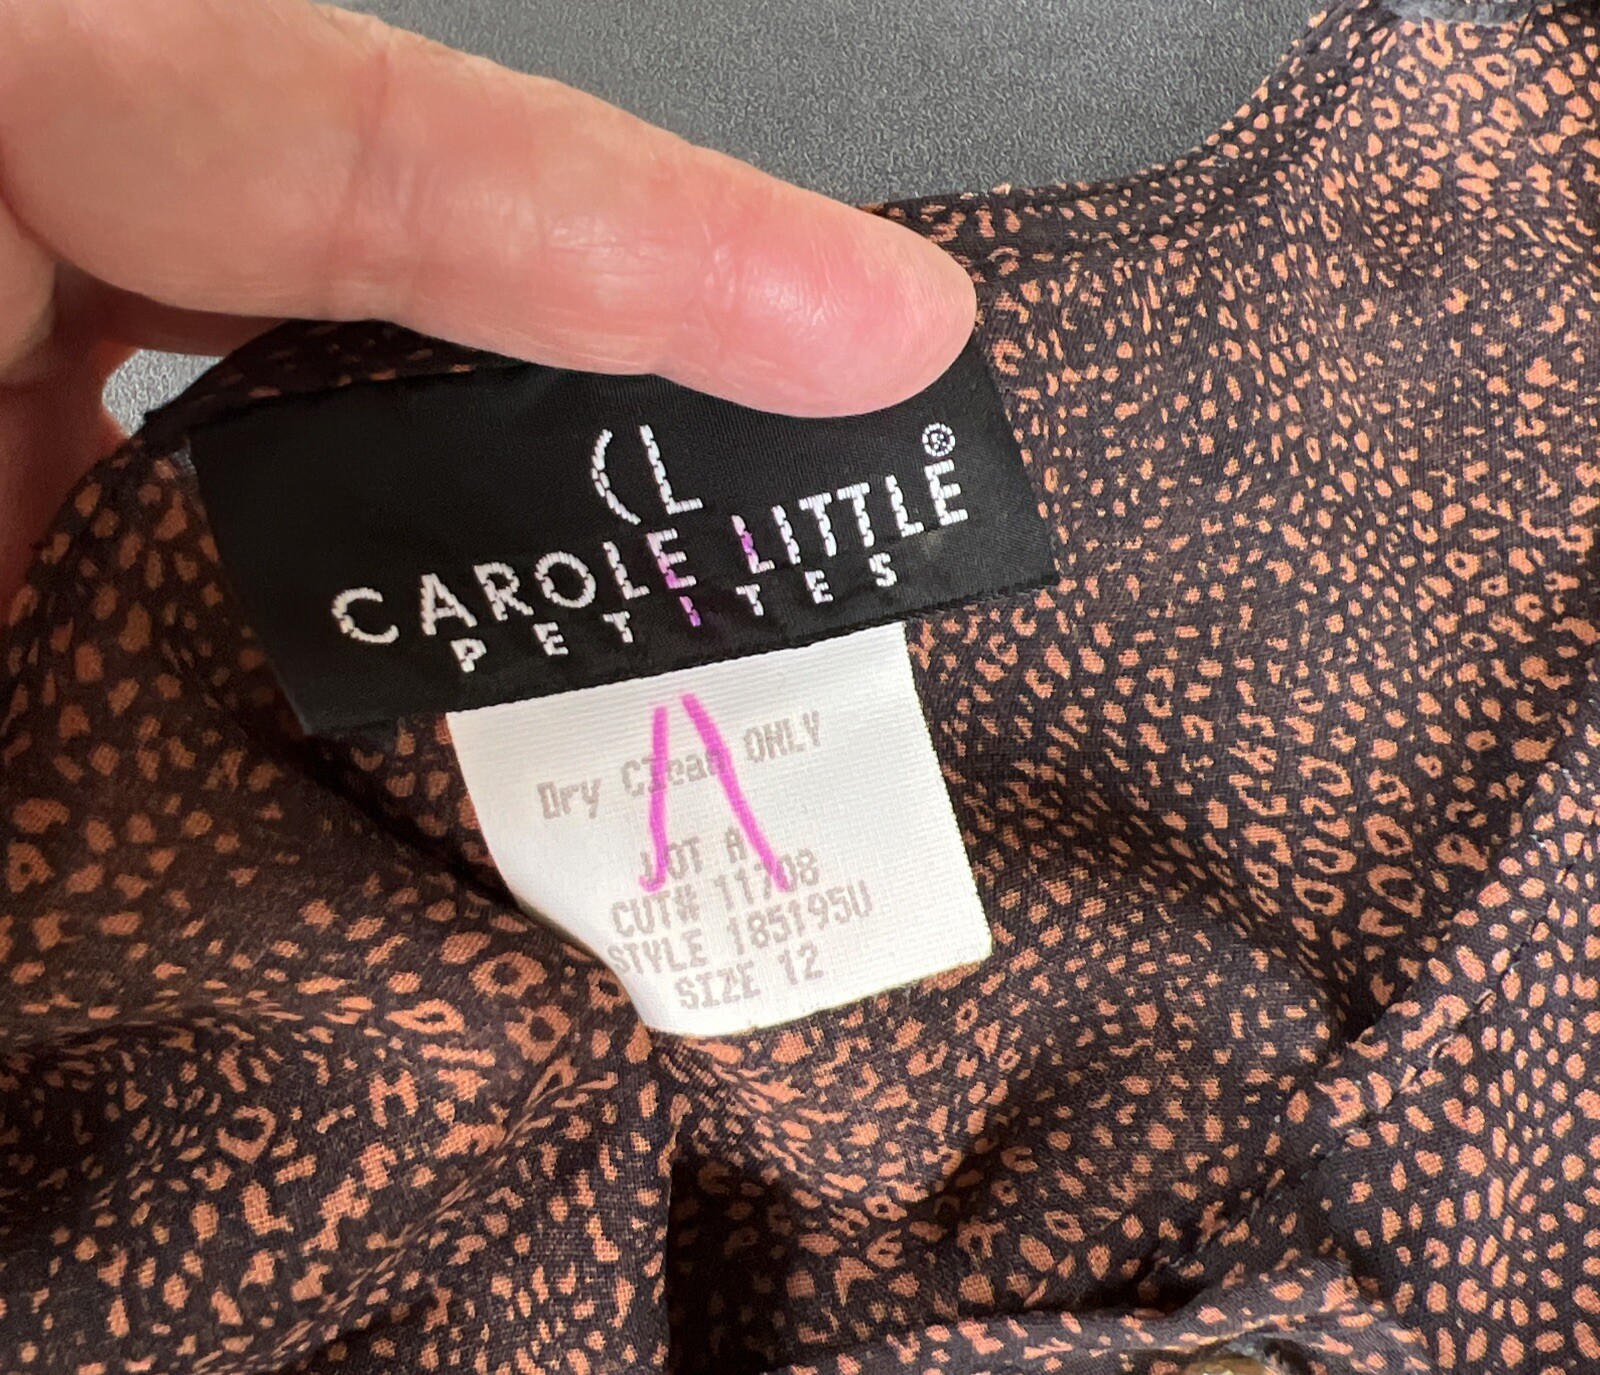 CL
CAROLE LITTLE®
PETITES
Dry Clean ONLY
LOT A
CUT# 11708
STYLE 185195U
SIZE 12